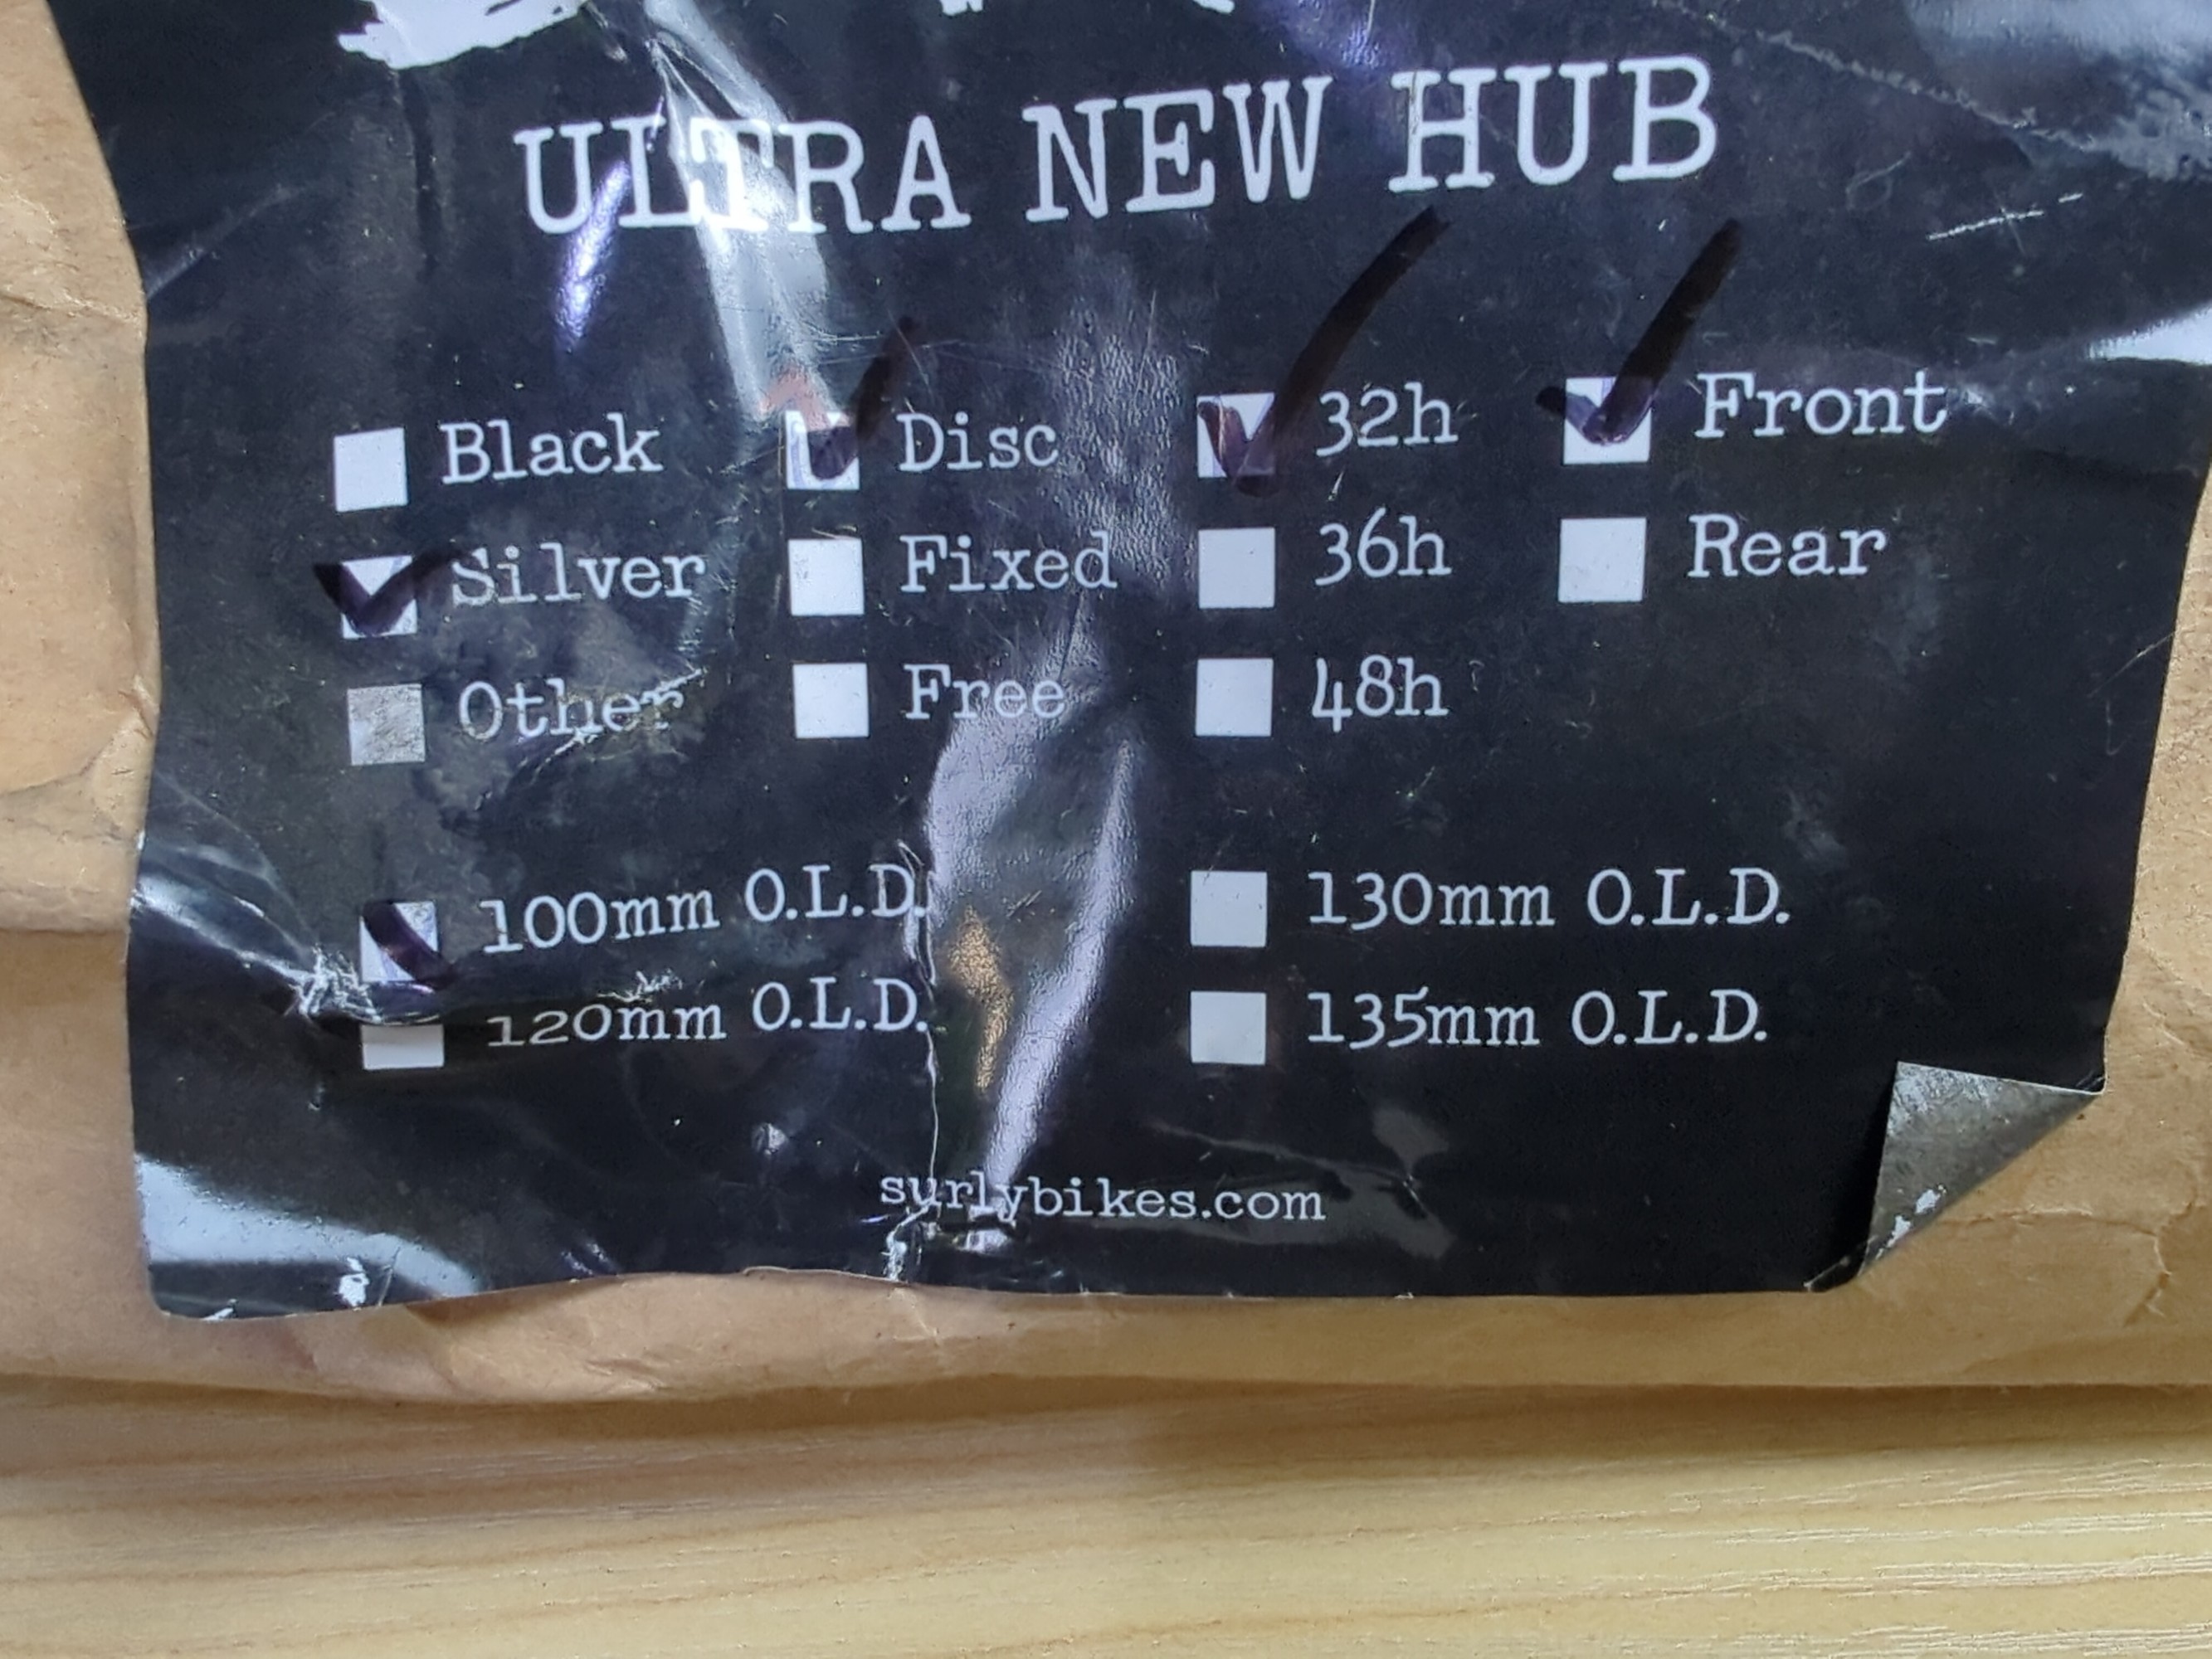 ULTRA NEW HUB
Black Disc 32h Front
Silver Fixed 36h Rear
Other Free 48h
100mm O.L.D. 130mm O.L.D.
120mm O.L.D. 135mm O.L.D.
surlybikes.com